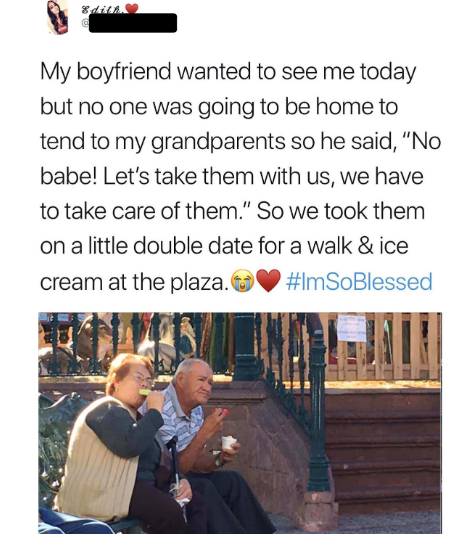 Edith.❤️
@
My boyfriend wanted to see me today
but no one was going to be home to
tend to my grandparents so he said, "No
babe! Let's take them with us, we have
to take care of them." So we took them
on a little double date for a walk & ice
cream at the plaza.😭♥️ #ImSoBlessed